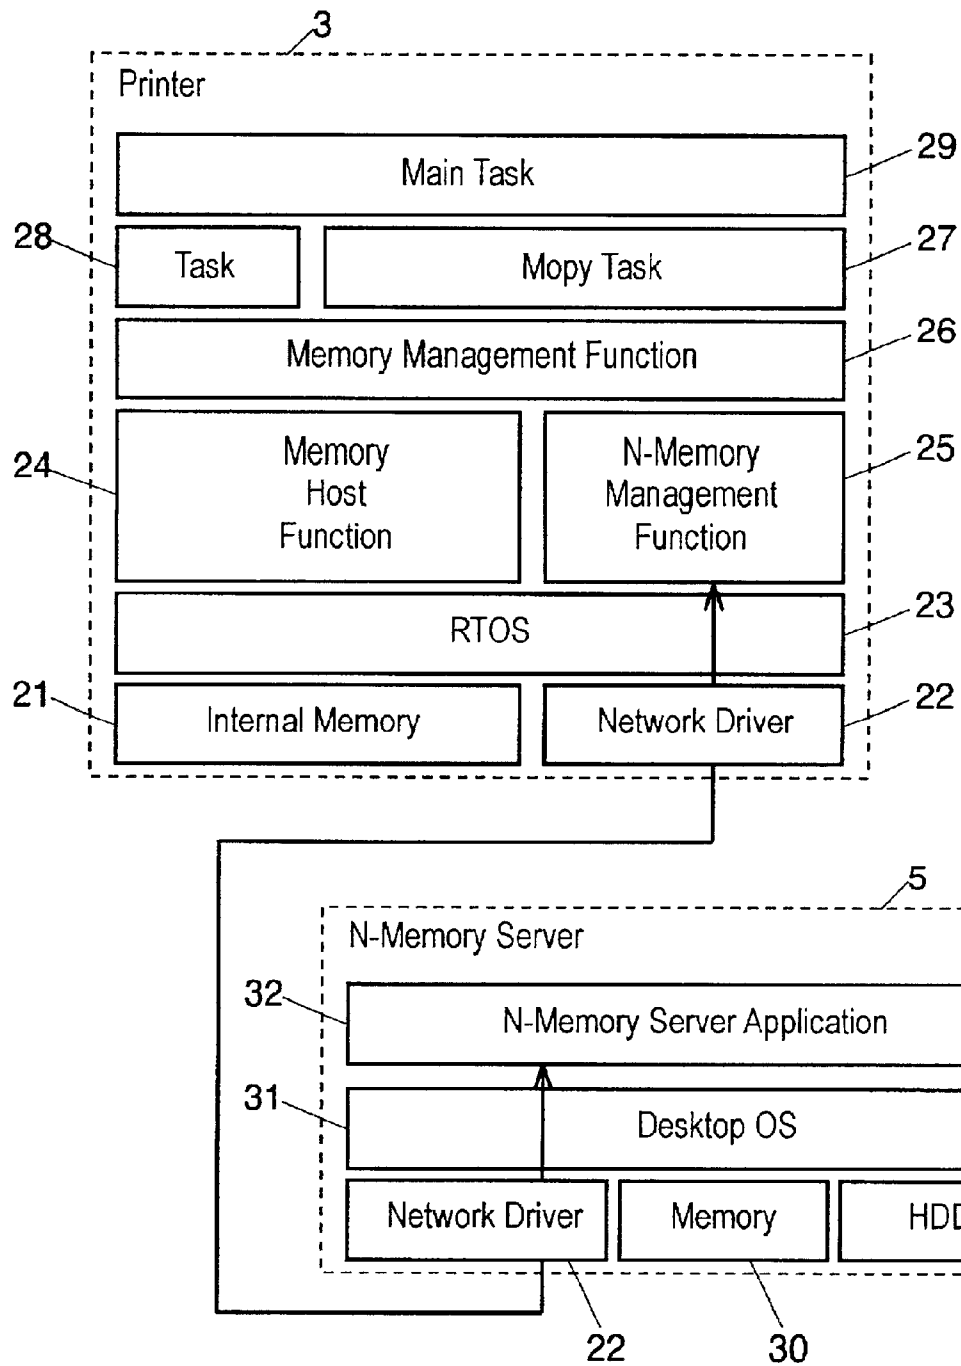 3
Printer
Main Task
29
28
Task
Mopy Task
27
Memory Management Function
26
24
Memory
Host
Function
N-Memory
Management
Function
25
RTOS
23
21
Internal Memory
Network Driver
22
5
N-Memory Server
32
N-Memory Server Application
31
Desktop OS
Network Driver
Memory
HDD
22
30